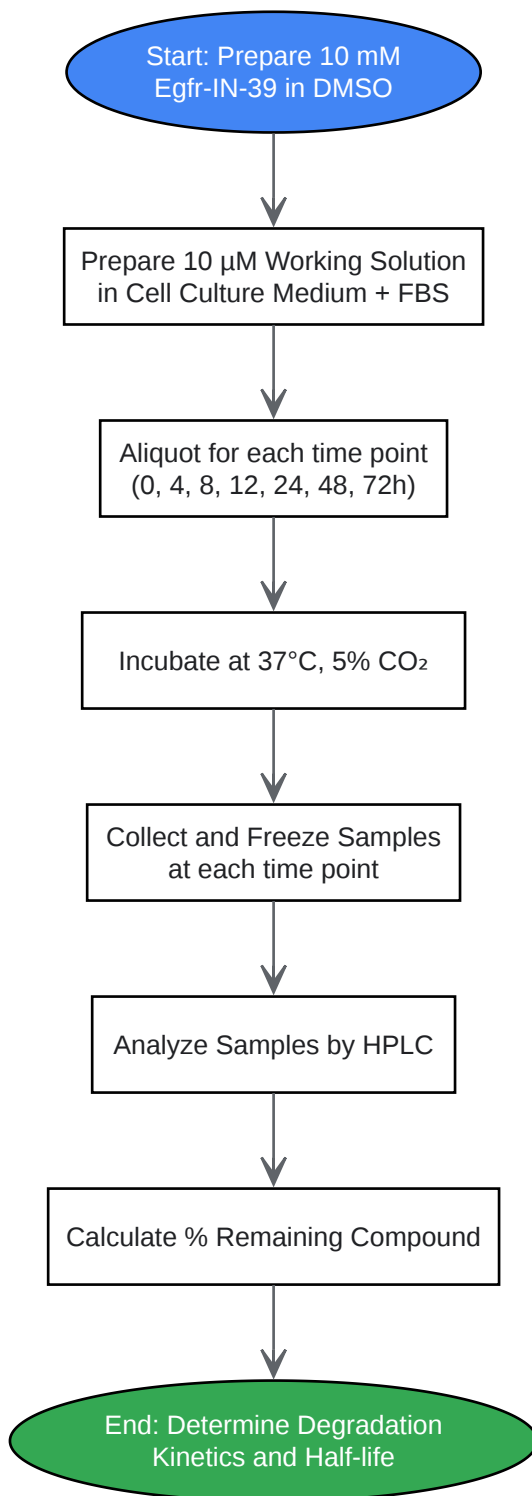 Start: Prepare 10 mM
Egfr-IN-39 in DMSO
Prepare 10 µM Working Solution
in Cell Culture Medium + FBS
Aliquot for each time point
(0, 4, 8, 12, 24, 48, 72h)
Incubate at 37°C, 5% CO₂
Collect and Freeze Samples
at each time point
Analyze Samples by HPLC
Calculate % Remaining Compound
End: Determine Degradation
Kinetics and Half-life